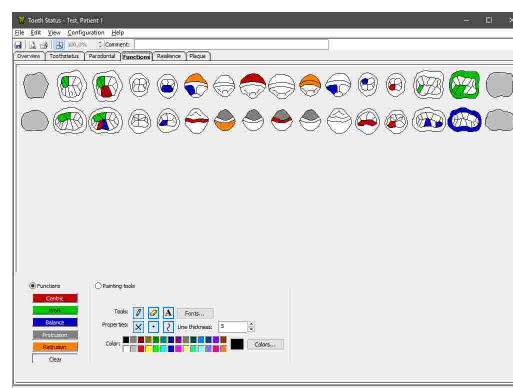 Tooth Status - Test, Patient 1
File Edit View Configuration Help
100,0% Comment:
Overview Toothstatus Parodontal Functions Resilience Plaque
Functions Painting tools
Centric
Work
Balance
Protrusion
Retrusion
Clear
Tools: A Fonts...
Properties: Line thickness: 5
Color: Colors...